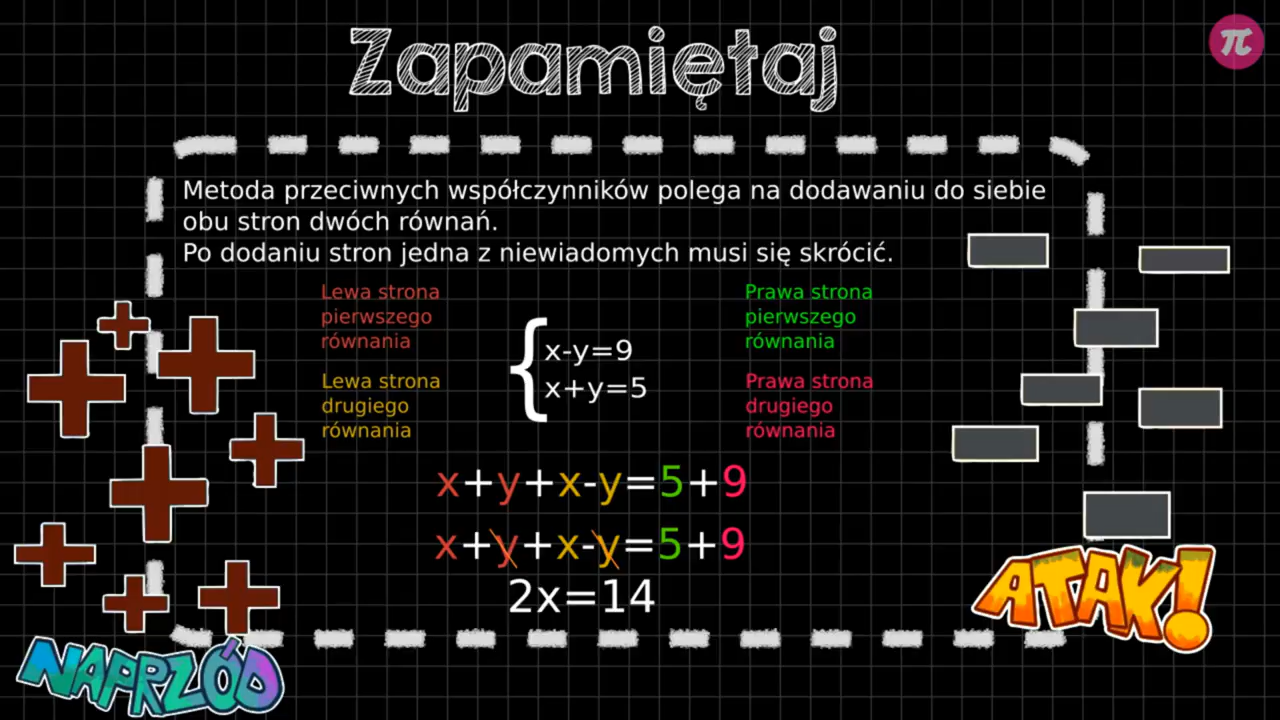 Zapamiętaj
π
Metoda przeciwnych współczynników polega na dodawaniu do siebie
obu stron dwóch równań.
Po dodaniu stron jedna z niewiadomych musi się skrócić.
Lewa strona
pierwszego
równania
Prawa strona
pierwszego
równania
{
x-y=9
x+y=5
Lewa strona
drugiego
równania
Prawa strona
drugiego
równania
x+y+x-y=5+9
x+y+x-y=5+9
2x=14
ATAK!
NAPRZÓD